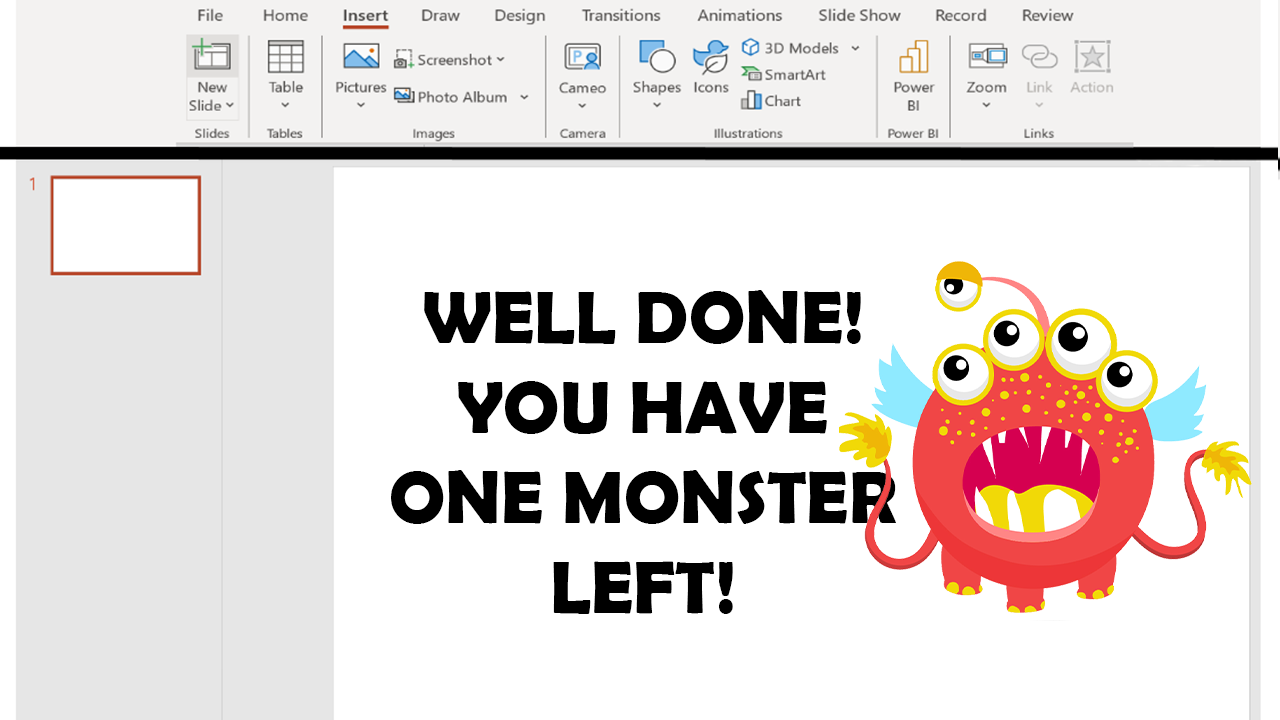 File Home Insert Draw Design Transitions Animations Slide Show Record Review
New Slide
Table
Pictures
Screenshot
Photo Album
Cameo
Shapes
Icons
3D Models
SmartArt
Chart
Power BI
Zoom
Link
Action
Slides Tables Images Camera Illustrations Power BI Links
1
WELL DONE!
YOU HAVE
ONE MONSTER
LEFT!
P